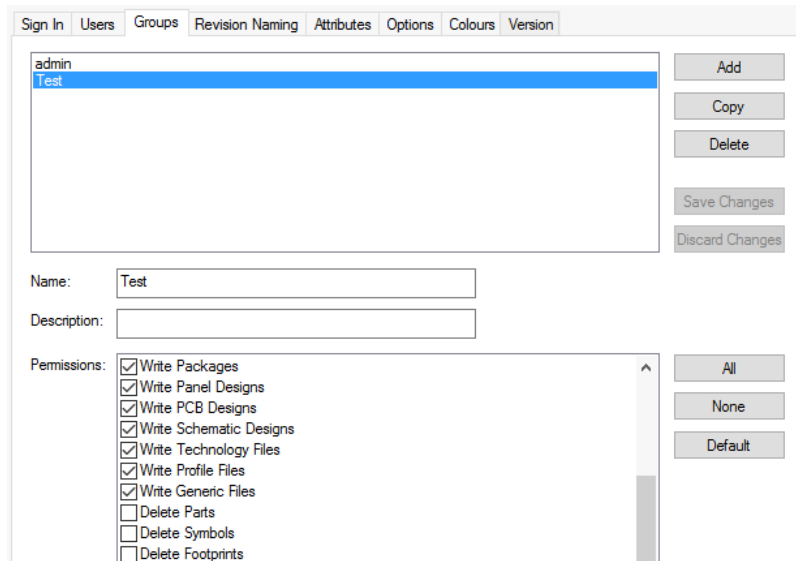 Sign In Users Groups Revision Naming Attributes Options Colours Version
admin
Test
Add
Copy
Delete
Save Changes
Discard Changes
Name: Test
Description:
Permissions: Write Packages
Write Panel Designs
Write PCB Designs
Write Schematic Designs
Write Technology Files
Write Profile Files
Write Generic Files
Delete Parts
Delete Symbols
Delete Footprints
All
None
Default